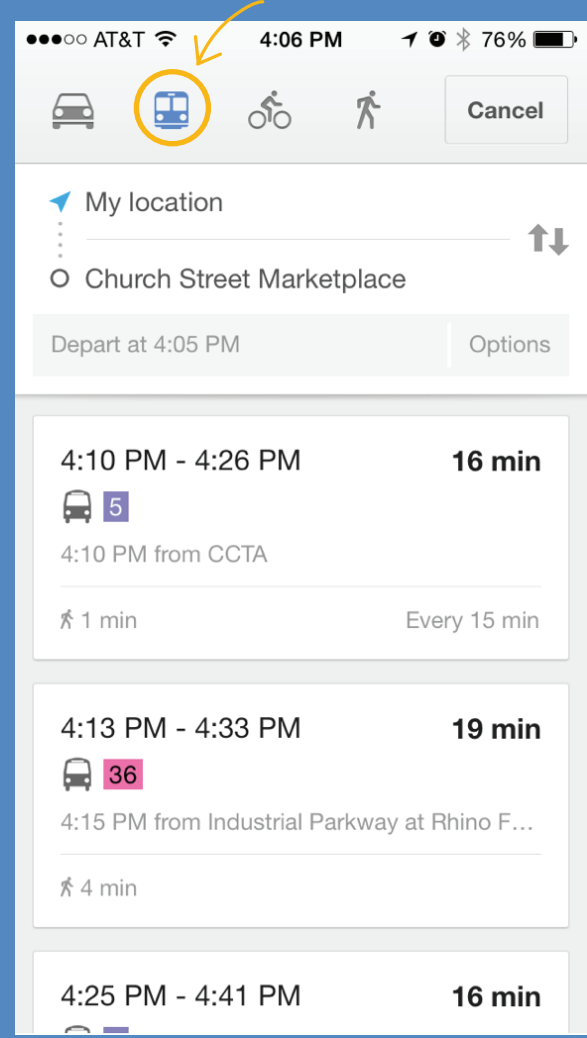 AT&T 4:06 PM 76%
Cancel
My location
Church Street Marketplace
Depart at 4:05 PM Options
4:10 PM - 4:26 PM 16 min
5
4:10 PM from CCTA
1 min Every 15 min
4:13 PM - 4:33 PM 19 min
36
4:15 PM from Industrial Parkway at Rhino F...
4 min
4:25 PM - 4:41 PM 16 min